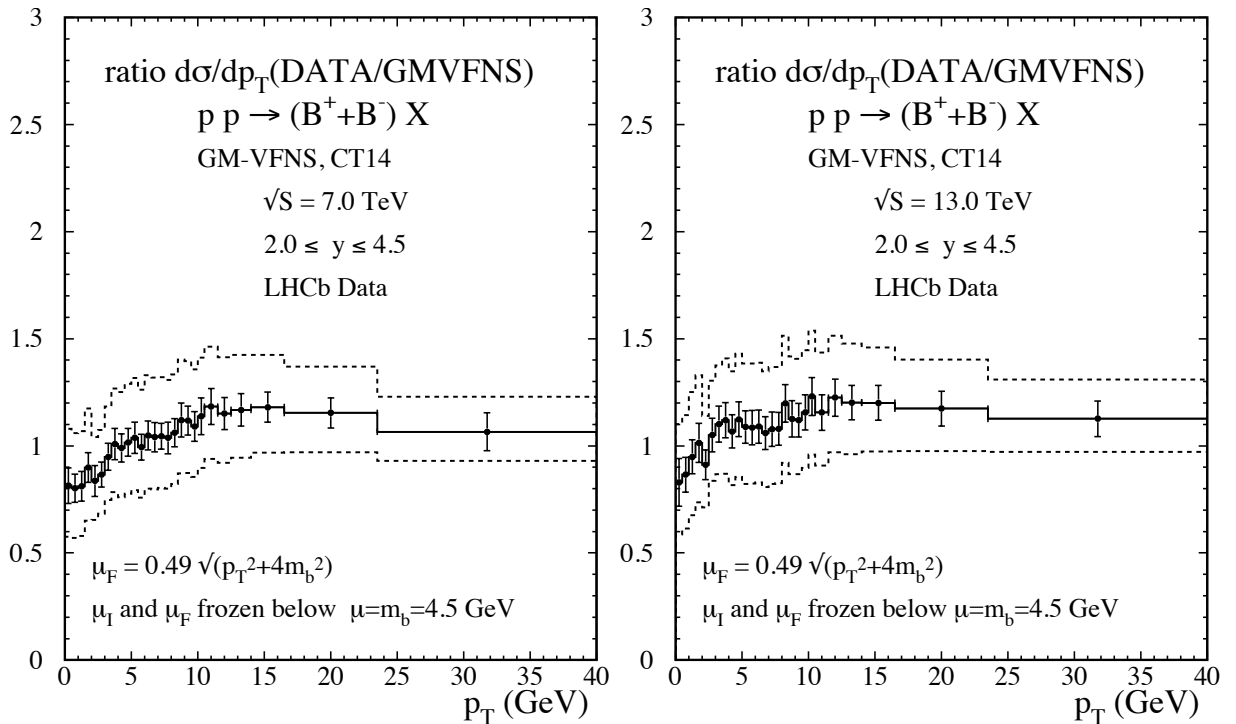 3
2.5
2
1.5
1
0.5
0
ratio dσ/dp_T(DATA/GMVFNS)
p p → (B⁺+B⁻) X
GM-VFNS, CT14
√S = 7.0 TeV
2.0 ≤ y ≤ 4.5
LHCb Data
μ_F = 0.49 √(p_T²+4m_b²)
μ_I and μ_F frozen below μ=m_b=4.5 GeV
0 5 10 15 20 25 30 35 40
p_T (GeV)
3
2.5
2
1.5
1
0.5
0
ratio dσ/dp_T(DATA/GMVFNS)
p p → (B⁺+B⁻) X
GM-VFNS, CT14
√S = 13.0 TeV
2.0 ≤ y ≤ 4.5
LHCb Data
μ_F = 0.49 √(p_T²+4m_b²)
μ_I and μ_F frozen below μ=m_b=4.5 GeV
0 5 10 15 20 25 30 35 40
p_T (GeV)